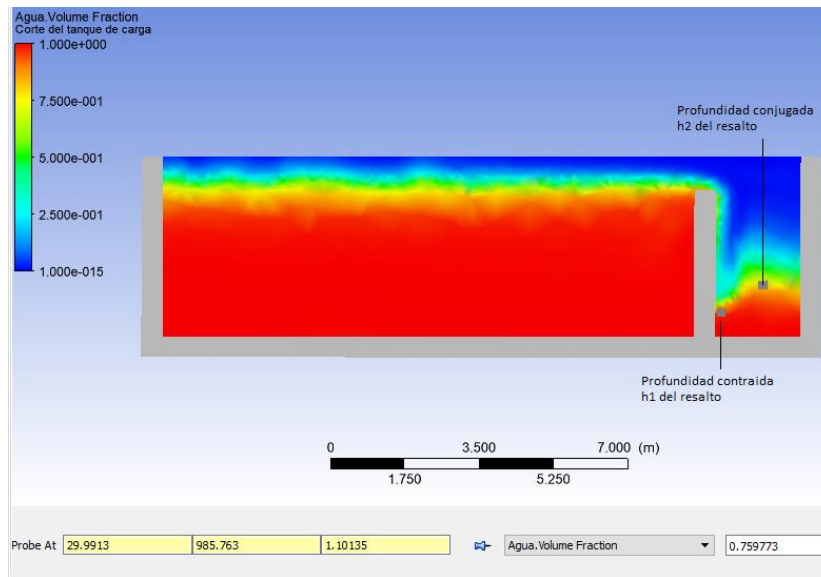 Agua.Volume Fraction
Corte del tanque de carga
1.000e+000
7.500e-001
5.000e-001
2.500e-001
1.000e-015
Profundidad conjugada
h2 del resalto
Profundidad contraida
h1 del resalto
0 3.500 7.000 (m)
1.750 5.250
Probe At 29.9913 985.763 1.10135 Agua.Volume Fraction 0.759773